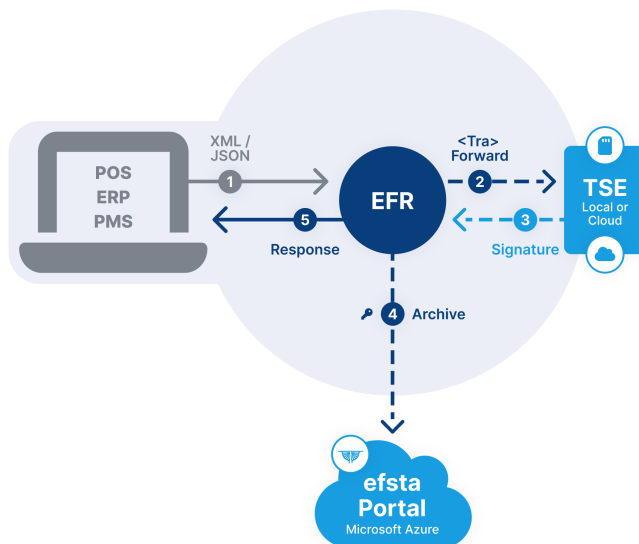 XML /
JSON
1
POS
ERP
PMS
EFR
<Tra>
Forward
2
TSE
Local or
Cloud
5
Response
3
Signature
4
Archive
efsta
Portal
Microsoft Azure